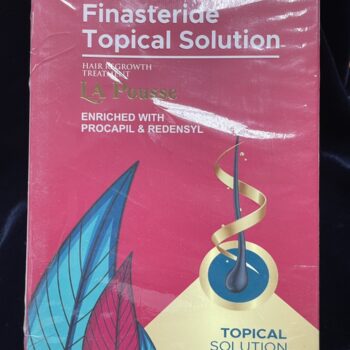 Finasteride
Topical Solution
HAIR REGROWTH
TREATMENT
LA Pousse
ENRICHED WITH
PROCAPIL & REDENSYL
TOPICAL
SOLUTION